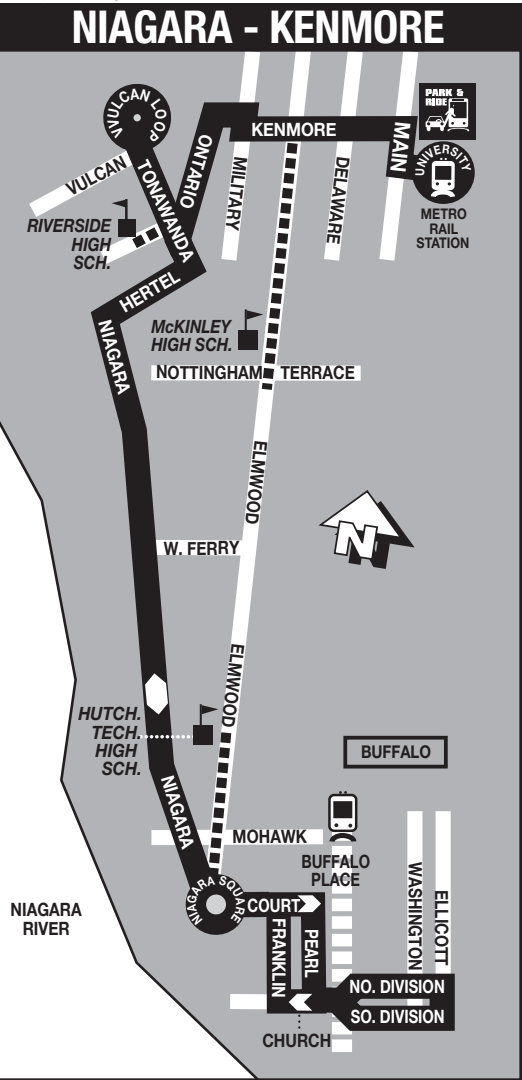 NIAGARA - KENMORE
PARK &
RIDE
VULCAN LOOP
KENMORE
MAIN
UNIVERSITY
METRO
RAIL
STATION
ONTARIO
VULCAN
TONAWANDA
MILITARY
DELAWARE
RIVERSIDE
HIGH
SCH.
HERTEL
NIAGARA
McKINLEY
HIGH SCH.
NOTTINGHAM TERRACE
ELMWOOD
N
W. FERRY
ELMWOOD
HUTCH.
TECH.
HIGH
SCH.
BUFFALO
NIAGARA
MOHAWK
BUFFALO
PLACE
WASHINGTON
ELLICOTT
NIAGARA SQUARE
COURT
NIAGARA
RIVER
FRANKLIN
PEARL
NO. DIVISION
SO. DIVISION
CHURCH